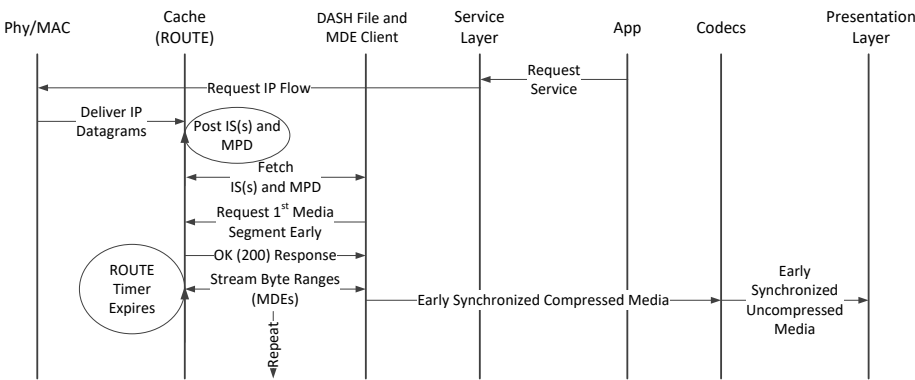 Phy/MAC
Cache
(ROUTE)
DASH File and
MDE Client
Service
Layer
App
Codecs
Presentation
Layer
Request
Service
Request IP Flow
Deliver IP
Datagrams
Post IS(s) and
MPD
Fetch
IS(s) and MPD
Request 1st Media
Segment Early
OK (200) Response
ROUTE
Timer
Expires
Stream Byte Ranges
(MDEs)
Early Synchronized Compressed Media
Early
Synchronized
Uncompressed
Media
Repeat